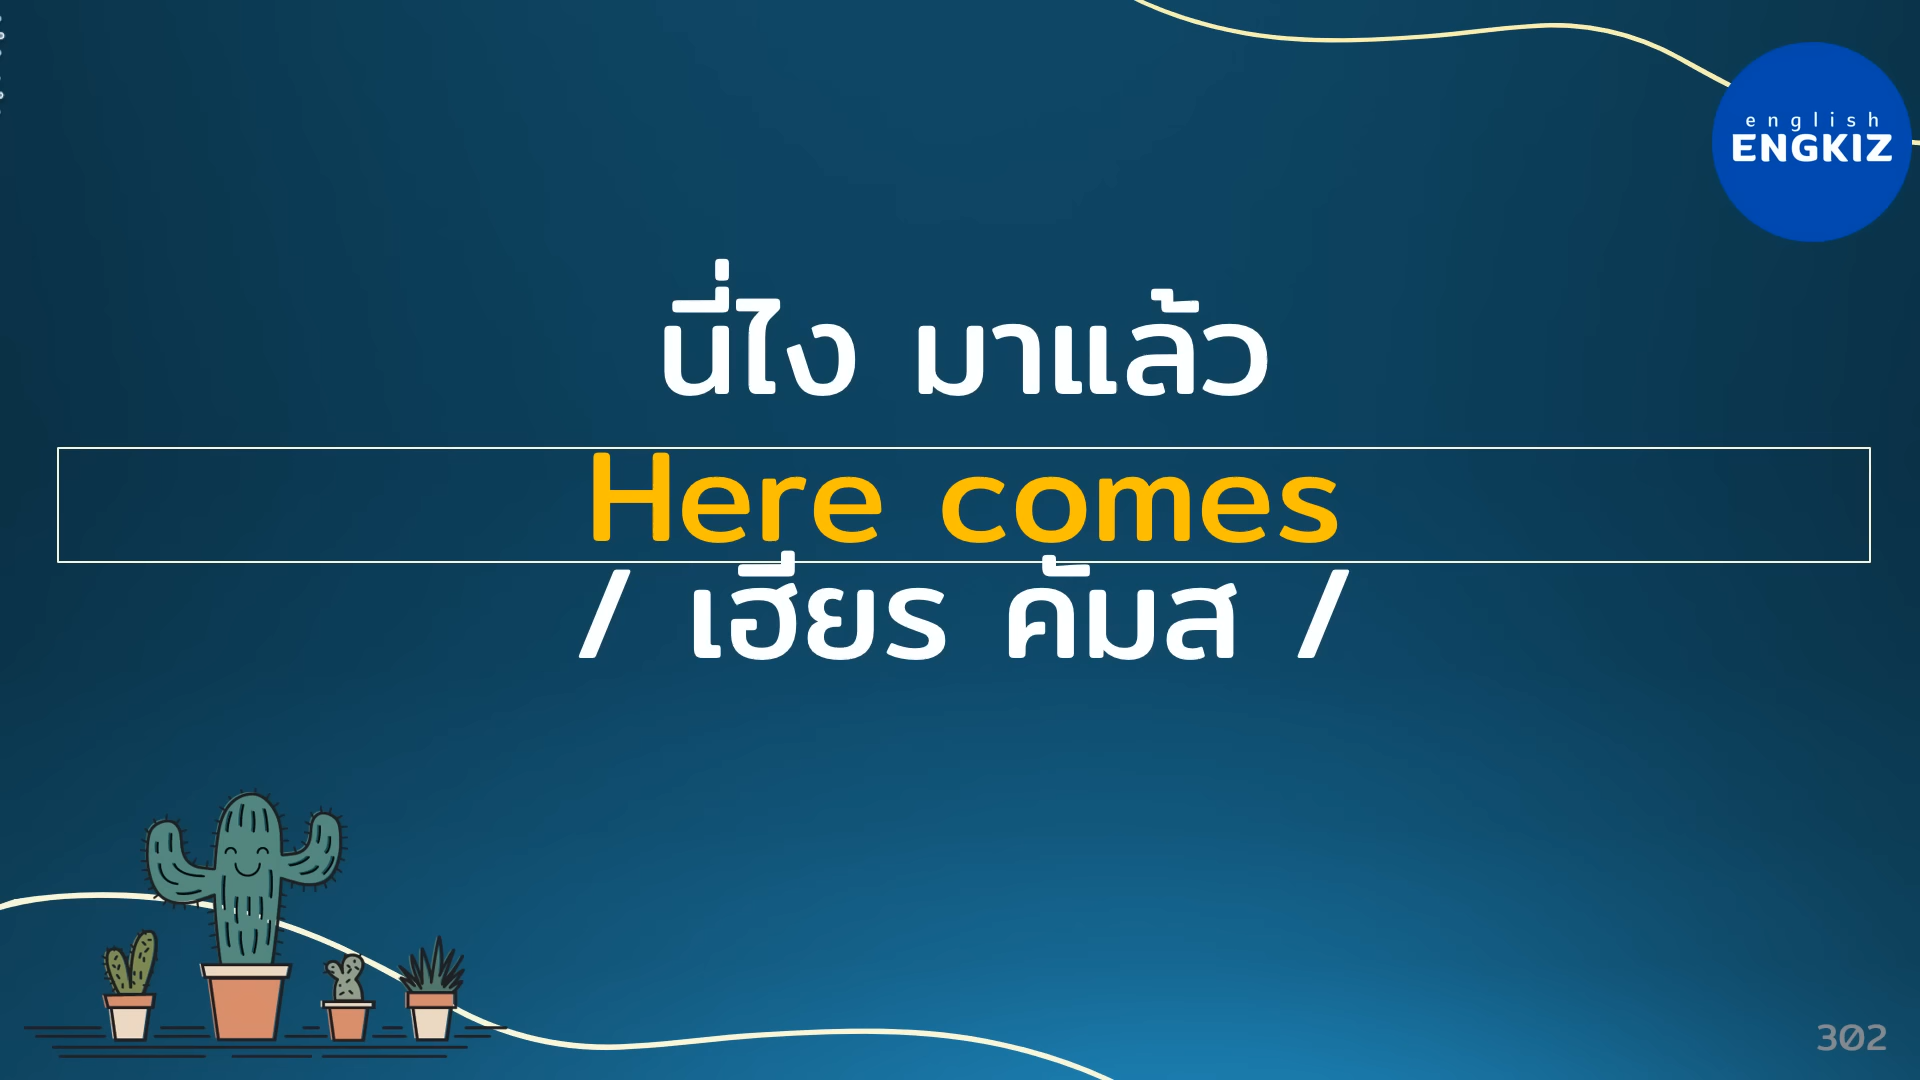 english
ENGKIZ
นี่ไง มาแล้ว
Here comes
/ เฮียร คัมส /
302